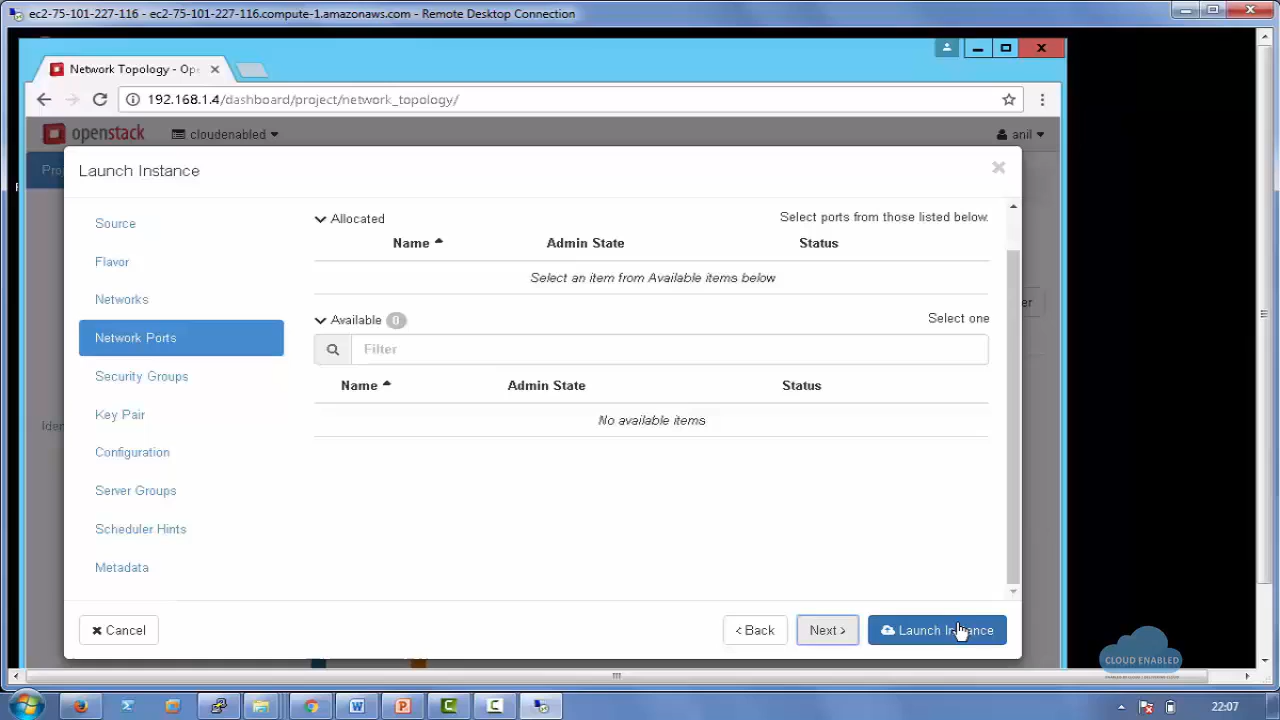 ec2-75-101-227-116 - ec2-75-101-227-116.compute-1.amazonaws.com - Remote Desktop Connection
Network Topology - Ope
192.168.1.4/dashboard/project/network_topology/
openstack cloudenabled anil
Launch Instance
Source
Flavor
Networks
Network Ports
Security Groups
Key Pair
Configuration
Server Groups
Scheduler Hints
Metadata
Allocated Select ports from those listed below.
Name Admin State Status
Select an item from Available items below
Available 0 Select one
Filter
Name Admin State Status
No available items
Cancel < Back Next > Launch Instance
CLOUD ENABLED
22:07